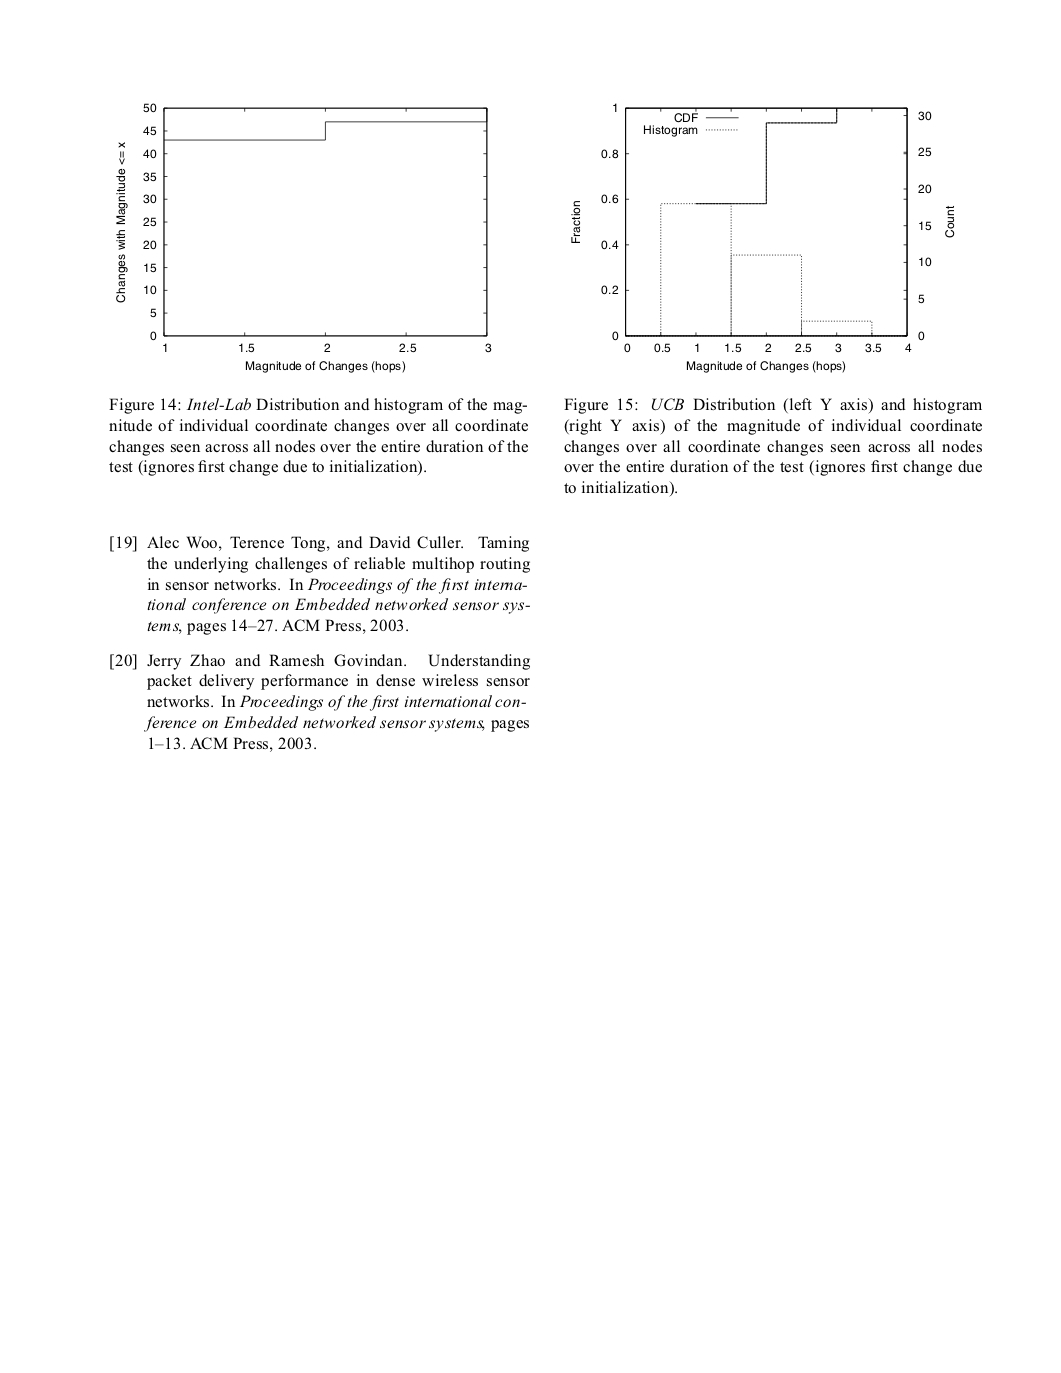 50
45
40
35
30
25
20
15
10
5
0
Changes with Magnitude <= x
1 1.5 2 2.5 3
Magnitude of Changes (hops)
Figure 14: Intel-Lab Distribution and histogram of the mag-
nitude of individual coordinate changes over all coordinate
changes seen across all nodes over the entire duration of the
test (ignores first change due to initialization).
[19] Alec Woo, Terence Tong, and David Culler. Taming
the underlying challenges of reliable multihop routing
in sensor networks. In Proceedings of the first interna-
tional conference on Embedded networked sensor sys-
tems, pages 14–27. ACM Press, 2003.
[20] Jerry Zhao and Ramesh Govindan. Understanding
packet delivery performance in dense wireless sensor
networks. In Proceedings of the first international con-
ference on Embedded networked sensor systems, pages
1–13. ACM Press, 2003.
1
0.8
0.6
0.4
0.2
0
Fraction
CDF
Histogram
30
25
20
15
10
5
0
Count
0 0.5 1 1.5 2 2.5 3 3.5 4
Magnitude of Changes (hops)
Figure 15: UCB Distribution (left Y axis) and histogram
(right Y axis) of the magnitude of individual coordinate
changes over all coordinate changes seen across all nodes
over the entire duration of the test (ignores first change due
to initialization).